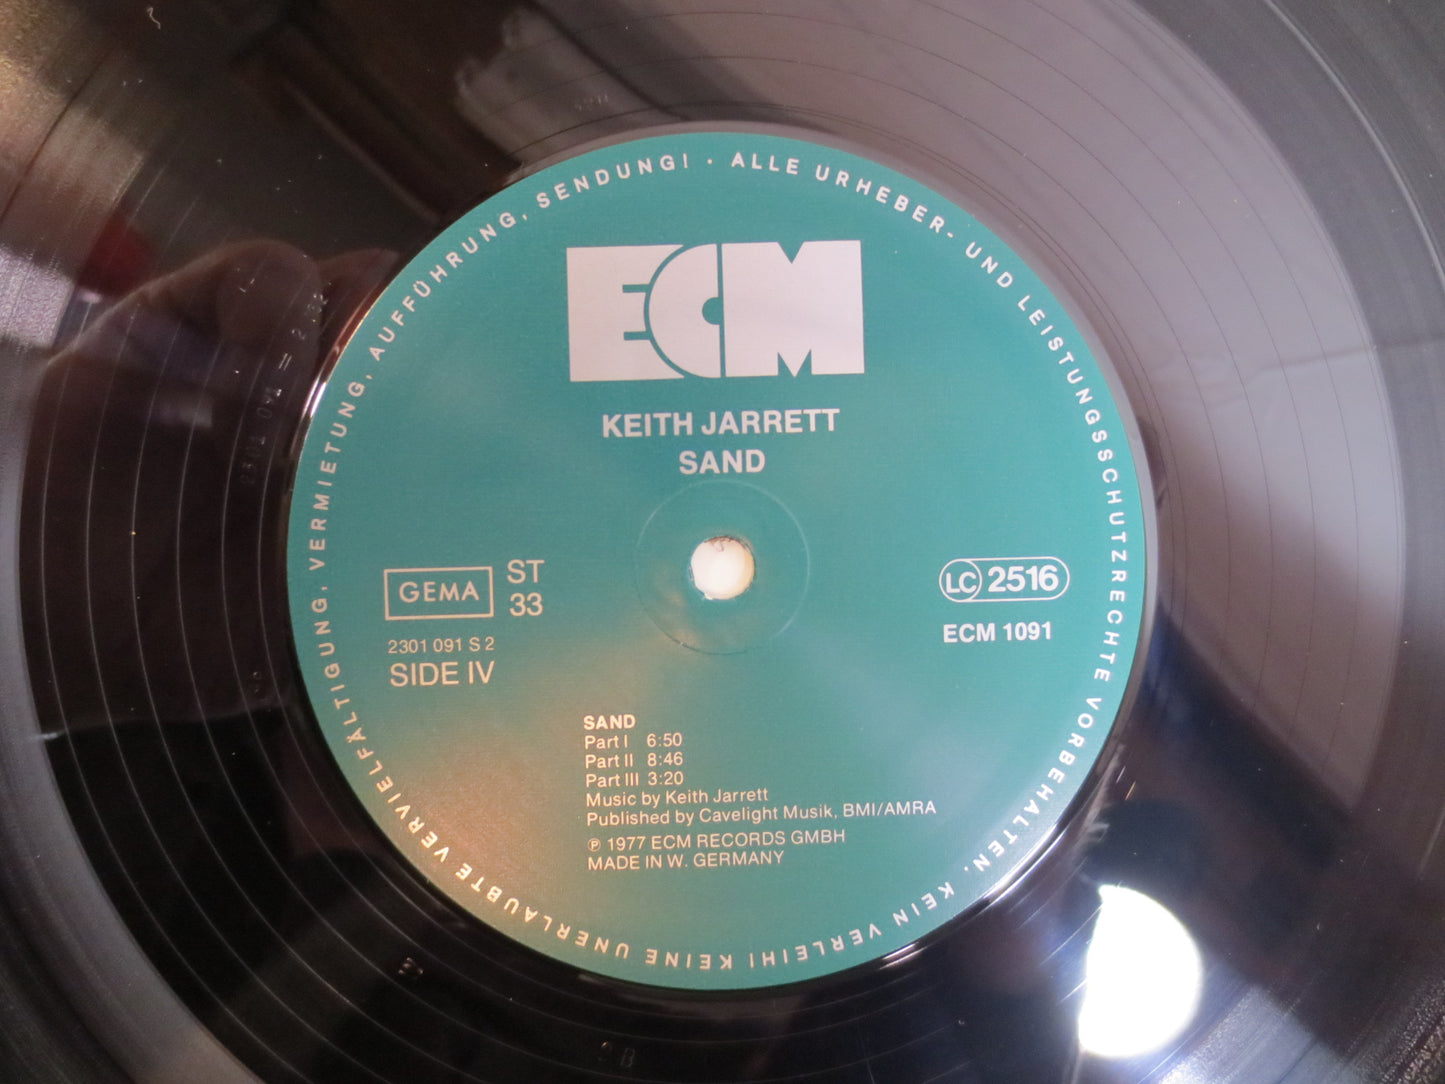 ECM
KEITH JARRETT
SAND
GEMA
ST
33
2301 091 S 2
SIDE IV
LC 2516
ECM 1091
SAND
Part I 6:50
Part II 8:46
Part III 3:20
Music by Keith Jarrett
Published by Cavelight Musik, BMI/AMRA
℗ 1977 ECM RECORDS GMBH
MADE IN W. GERMANY
ALLE URHEBER- UND LEISTUNGSSCHUTZRECHTE VORBEHALTEN. KEIN VERLEIH! KEINE UNERLAUBTE VERVIELFÄLTIGUNG, VERMIETUNG, AUFFÜHRUNG, SENDUNG! ·